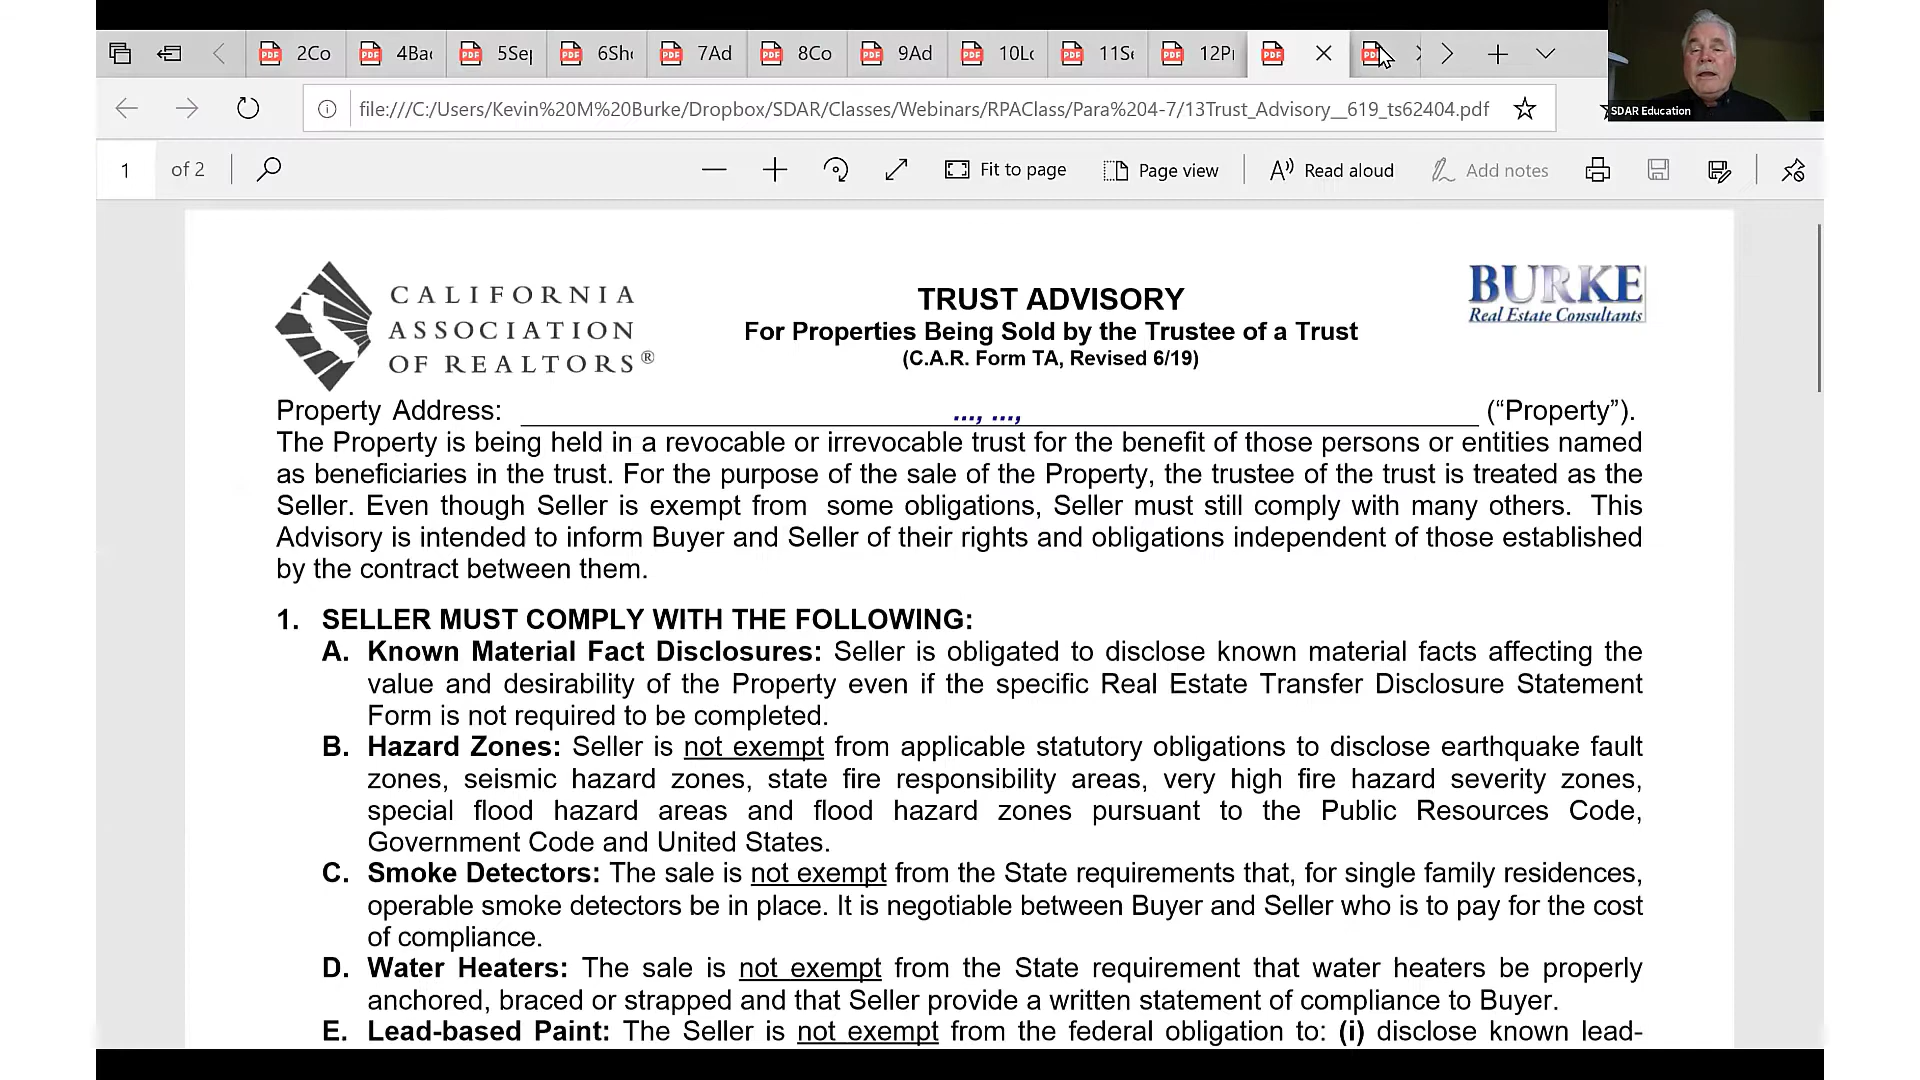 2Co
4Ba
5Sep
6Sh
7Ad
8Co
9Ad
10Lo
11Se
12Pr
file:///C:/Users/Kevin%20M%20Burke/Dropbox/SDAR/Classes/Webinars/RPAClass/Para%204-7/13Trust_Advisory__619_ts62404.pdf
SDAR Education
1 of 2
Fit to page
Page view
Read aloud
Add notes
CALIFORNIA
ASSOCIATION
OF REALTORS®
TRUST ADVISORY
For Properties Being Sold by the Trustee of a Trust
(C.A.R. Form TA, Revised 6/19)
BURKE
Real Estate Consultants
Property Address: ..., ..., (“Property”).
The Property is being held in a revocable or irrevocable trust for the benefit of those persons or entities named
as beneficiaries in the trust. For the purpose of the sale of the Property, the trustee of the trust is treated as the
Seller. Even though Seller is exempt from some obligations, Seller must still comply with many others. This
Advisory is intended to inform Buyer and Seller of their rights and obligations independent of those established
by the contract between them.
1. SELLER MUST COMPLY WITH THE FOLLOWING:
A. Known Material Fact Disclosures: Seller is obligated to disclose known material facts affecting the
value and desirability of the Property even if the specific Real Estate Transfer Disclosure Statement
Form is not required to be completed.
B. Hazard Zones: Seller is not exempt from applicable statutory obligations to disclose earthquake fault
zones, seismic hazard zones, state fire responsibility areas, very high fire hazard severity zones,
special flood hazard areas and flood hazard zones pursuant to the Public Resources Code,
Government Code and United States.
C. Smoke Detectors: The sale is not exempt from the State requirements that, for single family residences,
operable smoke detectors be in place. It is negotiable between Buyer and Seller who is to pay for the cost
of compliance.
D. Water Heaters: The sale is not exempt from the State requirement that water heaters be properly
anchored, braced or strapped and that Seller provide a written statement of compliance to Buyer.
E. Lead-based Paint: The Seller is not exempt from the federal obligation to: (i) disclose known lead-